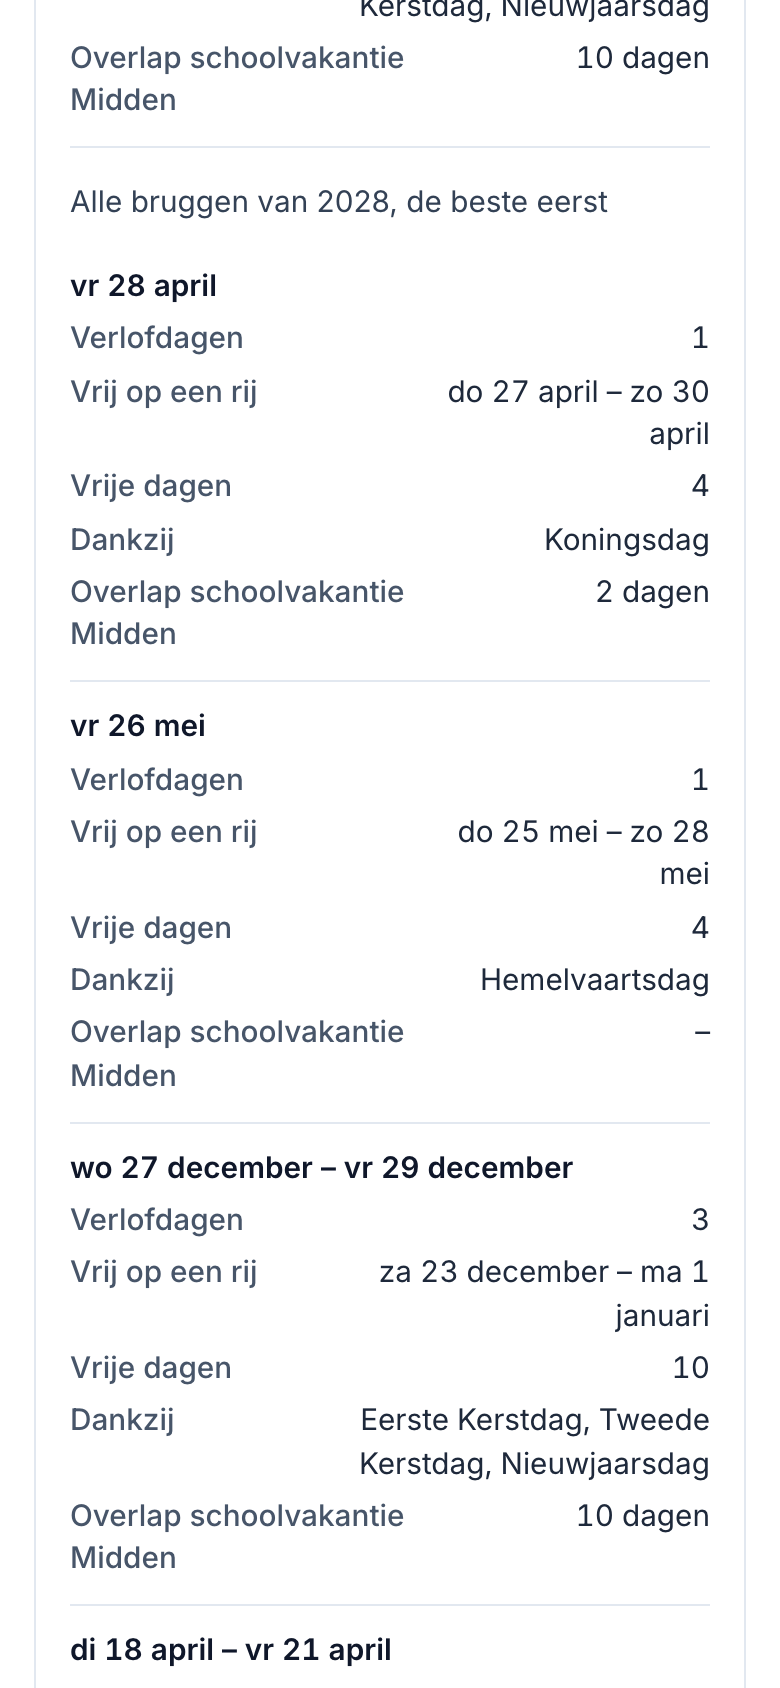 Kerstdag, Nieuwjaarsdag
Overlap schoolvakantie 10 dagen
Midden
Alle bruggen van 2028, de beste eerst
vr 28 april
Verlofdagen 1
Vrij op een rij do 27 april – zo 30
april
Vrije dagen 4
Dankzij Koningsdag
Overlap schoolvakantie 2 dagen
Midden
vr 26 mei
Verlofdagen 1
Vrij op een rij do 25 mei – zo 28
mei
Vrije dagen 4
Dankzij Hemelvaartsdag
Overlap schoolvakantie –
Midden
wo 27 december – vr 29 december
Verlofdagen 3
Vrij op een rij za 23 december – ma 1
januari
Vrije dagen 10
Dankzij Eerste Kerstdag, Tweede
Kerstdag, Nieuwjaarsdag
Overlap schoolvakantie 10 dagen
Midden
di 18 april – vr 21 april